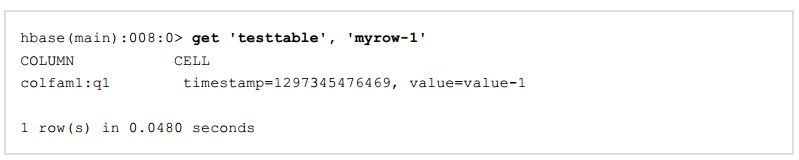 hbase(main):008:0> get 'testtable', 'myrow-1'
COLUMN CELL
colfam1:q1 timestamp=1297345476469, value=value-1
1 row(s) in 0.0480 seconds